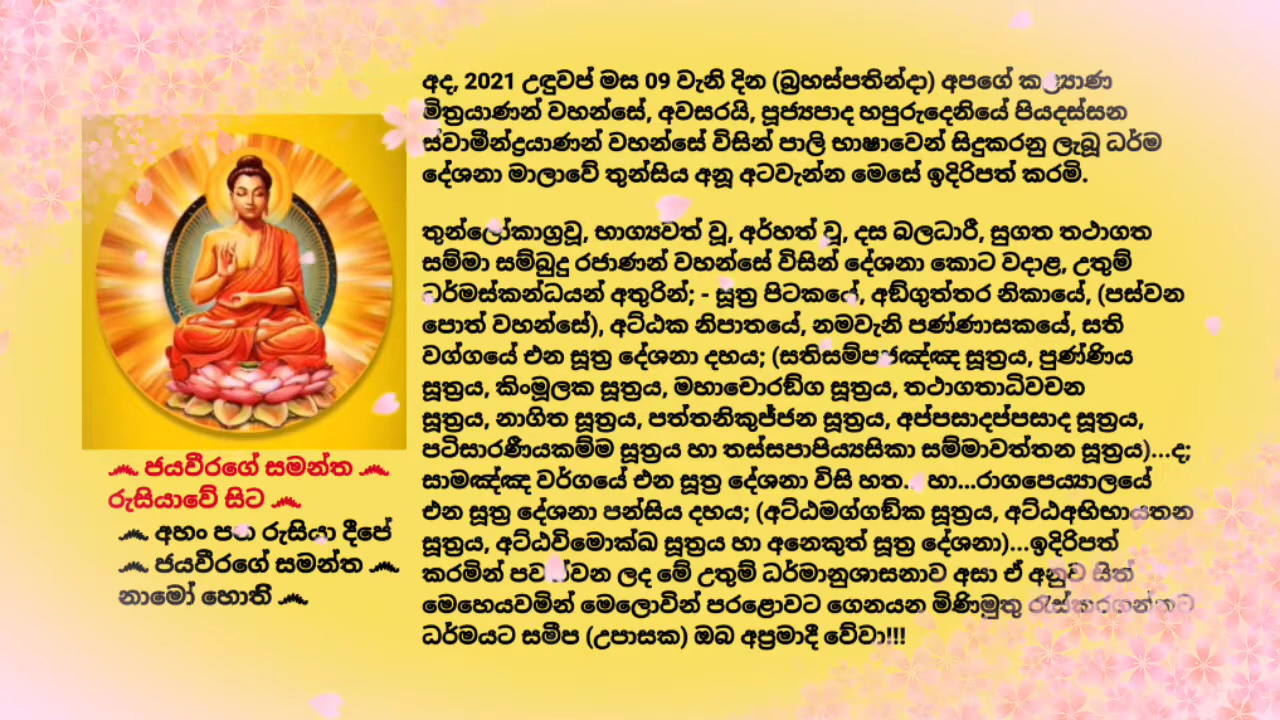 අද, 2021 උඳුවප් මස 09 වැනි දින (බ්‍රහස්පතින්දා) අපගේ කල්‍යාණ
මිත්‍රයාණන් වහන්සේ, අවසරයි, පූජ්‍යපාද හපුරුදෙනියේ පියදස්සන
ස්වාමීන්ද්‍රයාණන් වහන්සේ විසින් පාලි භාෂාවෙන් සිදුකරනු ලැබූ ධර්ම
දේශනා මාලාවේ තුන්සිය අනූ අටවැන්න මෙසේ ඉදිරිපත් කරමි.
තුන්ලෝකාග්‍රවූ, භාග්‍යවත් වූ, අර්හත් වූ, දස බලධාරී, සුගත තථාගත
සම්මා සම්බුදු රජාණන් වහන්සේ විසින් දේශනා කොට වදාළ, උතුම්
ධර්මස්කන්ධයන් අතුරින්; - සූත්‍ර පිටකයේ, අඞ්ගුත්තර නිකායේ, (පස්වන
පොත් වහන්සේ), අට්ඨක නිපාතයේ, නමවැනි පණ්ණාසකයේ, සති
වග්ගයේ එන සූත්‍ර දේශනා දහය; (සතිසම්පජඤ්ඤ සූත්‍රය, පුණ්ණිය
සූත්‍රය, කිංමූලක සූත්‍රය, මහාචොරඞ්ග සූත්‍රය, තථාගතාධිවචන
සූත්‍රය, නාගිත සූත්‍රය, පත්තනිකුජ්ජන සූත්‍රය, අප්පසාදප්පසාද සූත්‍රය,
පටිසාරණීයකම්ම සූත්‍රය හා තස්සපාපිය්‍යසිකා සම්මාවත්තන සූත්‍රය)...ද;
සාමඤ්ඤ වර්ගයේ එන සූත්‍ර දේශනා විසි හත... හා...රාගපෙය්‍යාලයේ
එන සූත්‍ර දේශනා පන්සිය දහය; (අට්ඨමග්ගඞ්ක සූත්‍රය, අට්ඨඅභිභායතන
සූත්‍රය, අට්ඨවිමොක්ඛ සූත්‍රය හා අනෙකුත් සූත්‍ර දේශනා)...ඉදිරිපත්
කරමින් පවත්වන ලද මේ උතුම් ධර්මානුශාසනාව අසා ඒ අනුව සිත්
මෙහෙයවමින් මෙලොවින් පරළොවට ගෙනයන මිණිමුතු රැස්කරගන්නට
ධර්මයට සමීප (උපාසක) ඔබ අප්‍රමාදී වේවා!!!
ජයවීරගේ සමන්ත
රුසියාවේ සිට
අහං පන රුසියා දීපේ
ජයවීරගේ සමන්ත
නාමෝ හොති